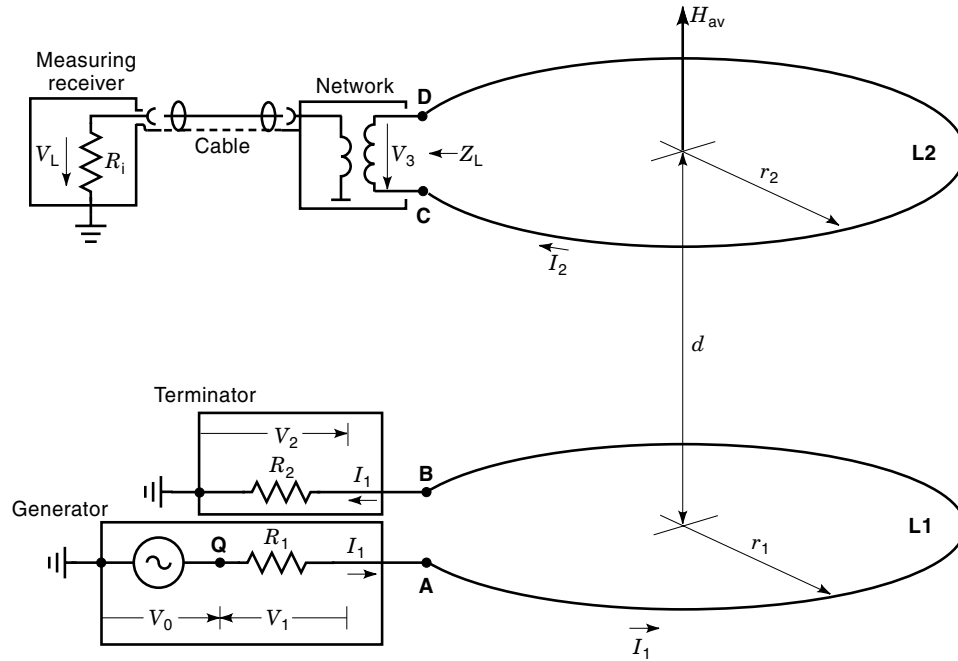 H_av
Measuring
receiver
Network
D
V_L
R_i
Cable
V_3
Z_L
L2
r_2
C
I_2
d
Terminator
V_2
R_2
I_1
B
Generator
Q
R_1
I_1
L1
r_1
A
V_0
V_1
I_1